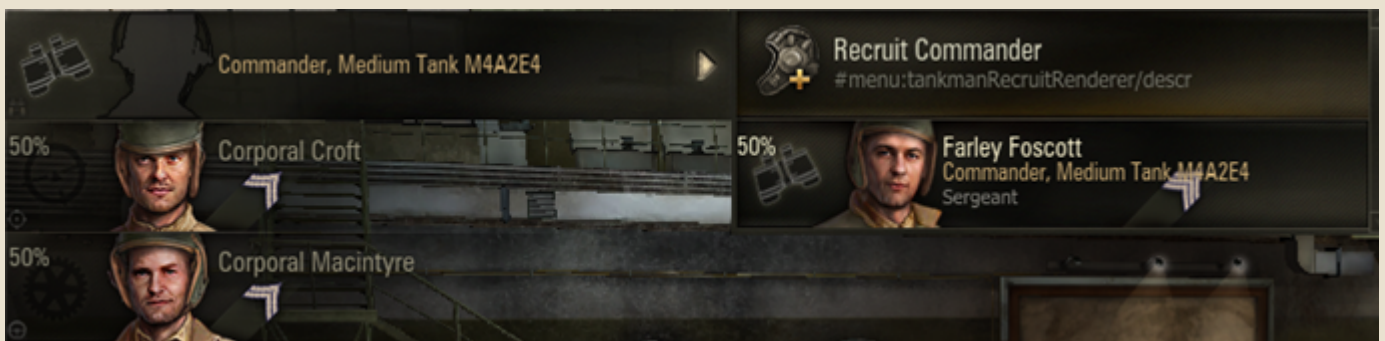 Commander, Medium Tank M4A2E4
50%
Corporal Croft
50%
Corporal Macintyre
Recruit Commander
#menu:tankmanRecruitRenderer/descr
50%
Farley Foscott
Commander, Medium Tank M4A2E4
Sergeant